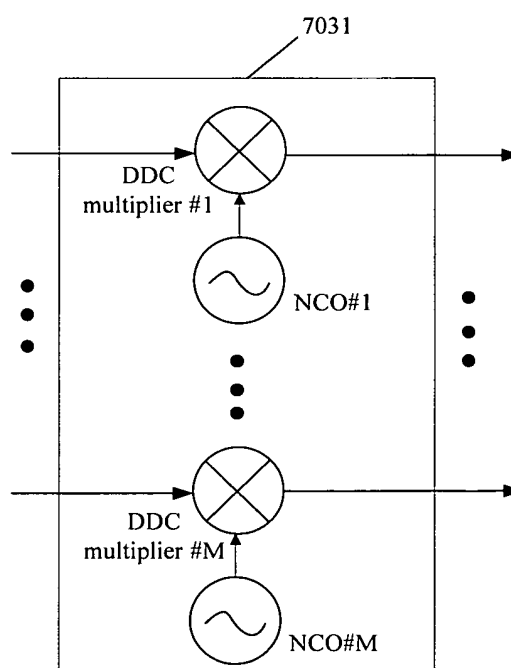 7031
DDC
multiplier #1
NCO#1
DDC
multiplier #M
NCO#M